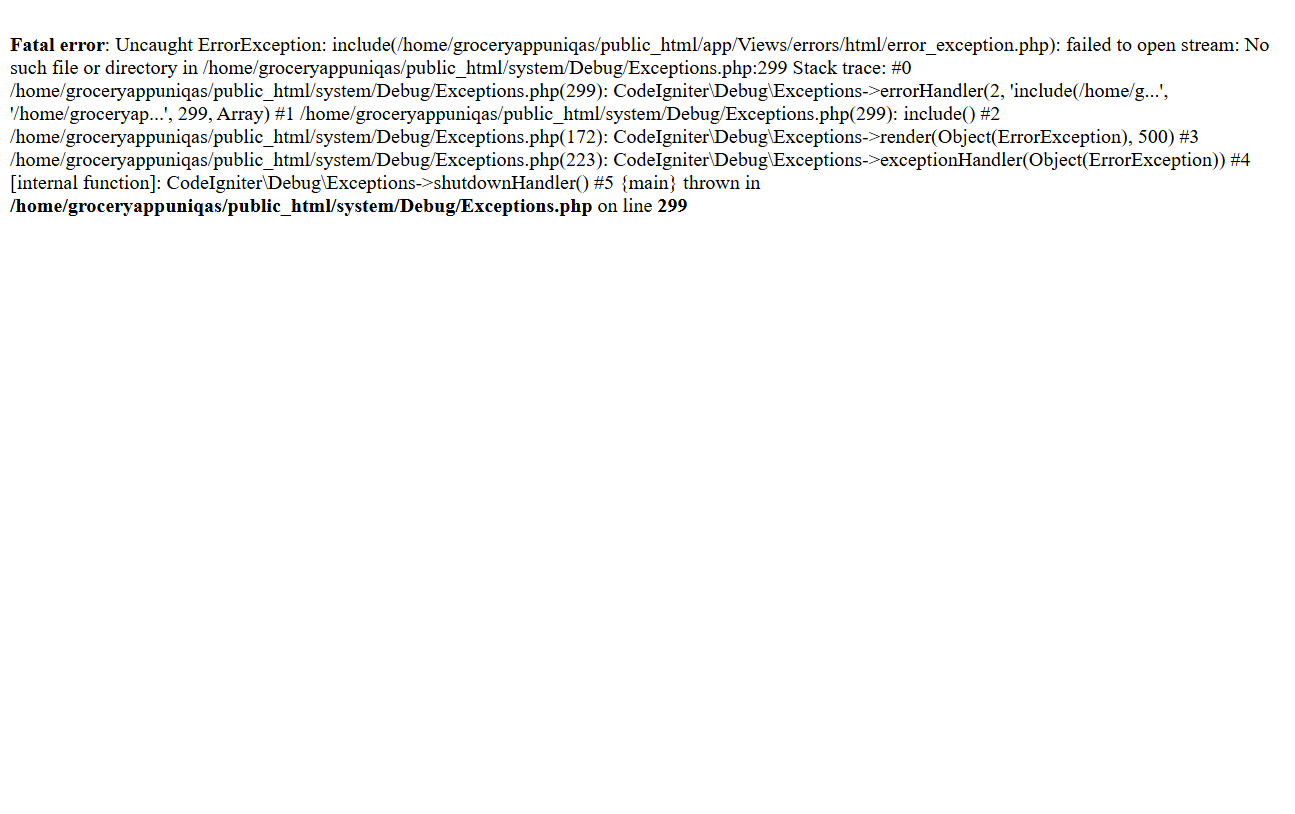 Fatal error: Uncaught ErrorException: include(/home/groceryappuniqas/public_html/app/Views/errors/html/error_exception.php): failed to open stream: No
such file or directory in /home/groceryappuniqas/public_html/system/Debug/Exceptions.php:299 Stack trace: #0
/home/groceryappuniqas/public_html/system/Debug/Exceptions.php(299): CodeIgniter\Debug\Exceptions->errorHandler(2, 'include(/home/g...',
'/home/groceryap...', 299, Array) #1 /home/groceryappuniqas/public_html/system/Debug/Exceptions.php(299): include() #2
/home/groceryappuniqas/public_html/system/Debug/Exceptions.php(172): CodeIgniter\Debug\Exceptions->render(Object(ErrorException), 500) #3
/home/groceryappuniqas/public_html/system/Debug/Exceptions.php(223): CodeIgniter\Debug\Exceptions->exceptionHandler(Object(ErrorException)) #4
[internal function]: CodeIgniter\Debug\Exceptions->shutdownHandler() #5 {main} thrown in
/home/groceryappuniqas/public_html/system/Debug/Exceptions.php on line 299